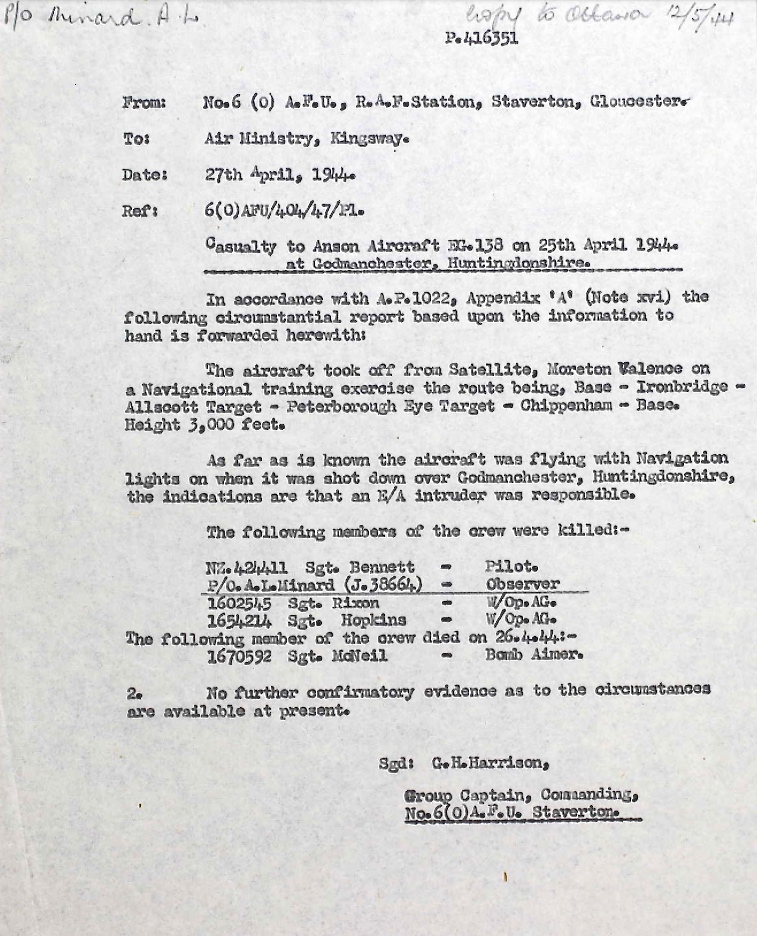 P/O Minard. A.L.
Copy to Ottawa 12/5/44
P.416351
From: No.6 (O) A.F.U., R.A.F.Station, Staverton, Gloucester.
To: Air Ministry, Kingsway.
Date: 27th April, 1944.
Ref: 6(O)AFU/404/47/P1.
Casualty to Anson Aircraft EG.138 on 25th April 1944.
at Godmanchester, Huntingdonshire.
In accordance with A.P.1022, Appendix 'A' (Note xvi) the
following circumstantial report based upon the information to
hand is forwarded herewith:
The aircraft took off from Satellite, Moreton Valence on
a Navigational training exercise the route being, Base - Ironbridge -
Allscott Target - Peterborough Eye Target - Chippenham - Base.
Height 3,000 feet.
As far as is known the aircraft was flying with Navigation
lights on when it was shot down over Godmanchester, Huntingdonshire,
the indications are that an E/A intruder was responsible.
The following members of the crew were killed:-
NZ.424411 Sgt. Bennett - Pilot.
P/O. A.L.Minard (J.38664) - Observer
1602545 Sgt. Rixon - W/Op.AG.
1654214 Sgt. Hopkins - W/Op.AG.
The following member of the crew died on 26.4.44:-
1670592 Sgt. McNeil - Bomb Aimer.
2. No further confirmatory evidence as to the circumstances
are available at present.
Sgd: G.H.Harrison,
Group Captain, Commanding,
No.6(O)A.F.U. Staverton.